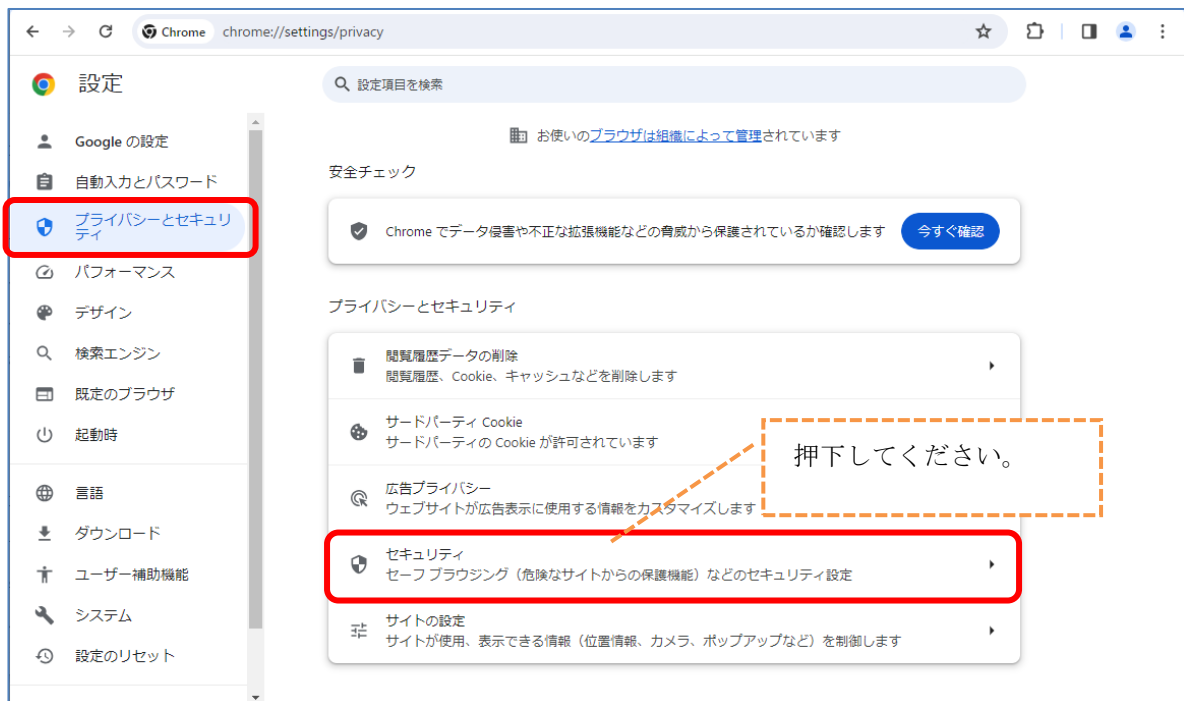 Chrome chrome://settings/privacy
設定
設定項目を検索
Google の設定
自動入力とパスワード
プライバシーとセキュリ
ティ
パフォーマンス
デザイン
検索エンジン
既定のブラウザ
起動時
言語
ダウンロード
ユーザー補助機能
システム
設定のリセット
お使いのブラウザは組織によって管理されています
安全チェック
Chrome でデータ侵害や不正な拡張機能などの脅威から保護されているか確認します
今すぐ確認
プライバシーとセキュリティ
閲覧履歴データの削除
閲覧履歴、Cookie、キャッシュなどを削除します
サードパーティ Cookie
サードパーティの Cookie が許可されています
広告プライバシー
ウェブサイトが広告表示に使用する情報をカスタマイズします
押下してください。
セキュリティ
セーフ ブラウジング（危険なサイトからの保護機能）などのセキュリティ設定
サイトの設定
サイトが使用、表示できる情報（位置情報、カメラ、ポップアップなど）を制御します